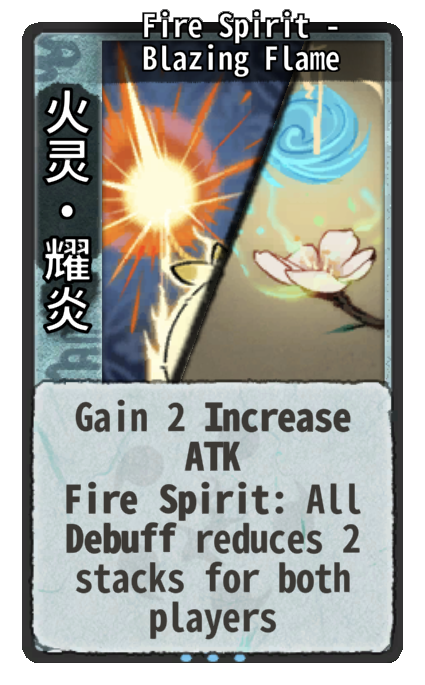 Fire Spirit -
Blazing Flame
火灵·耀炎
Gain 2 Increase
ATK
Fire Spirit: All
Debuff reduces 2
stacks for both
players